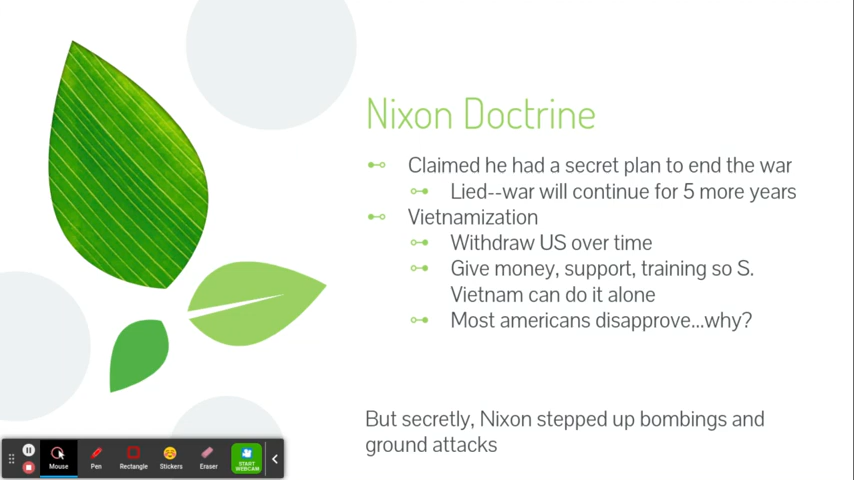 Nixon Doctrine
Claimed he had a secret plan to end the war
Lied--war will continue for 5 more years
Vietnamization
Withdraw US over time
Give money, support, training so S.
Vietnam can do it alone
Most americans disapprove...why?
But secretly, Nixon stepped up bombings and
ground attacks
Mouse
Pen
Rectangle
Stickers
Eraser
START
WEBCAM